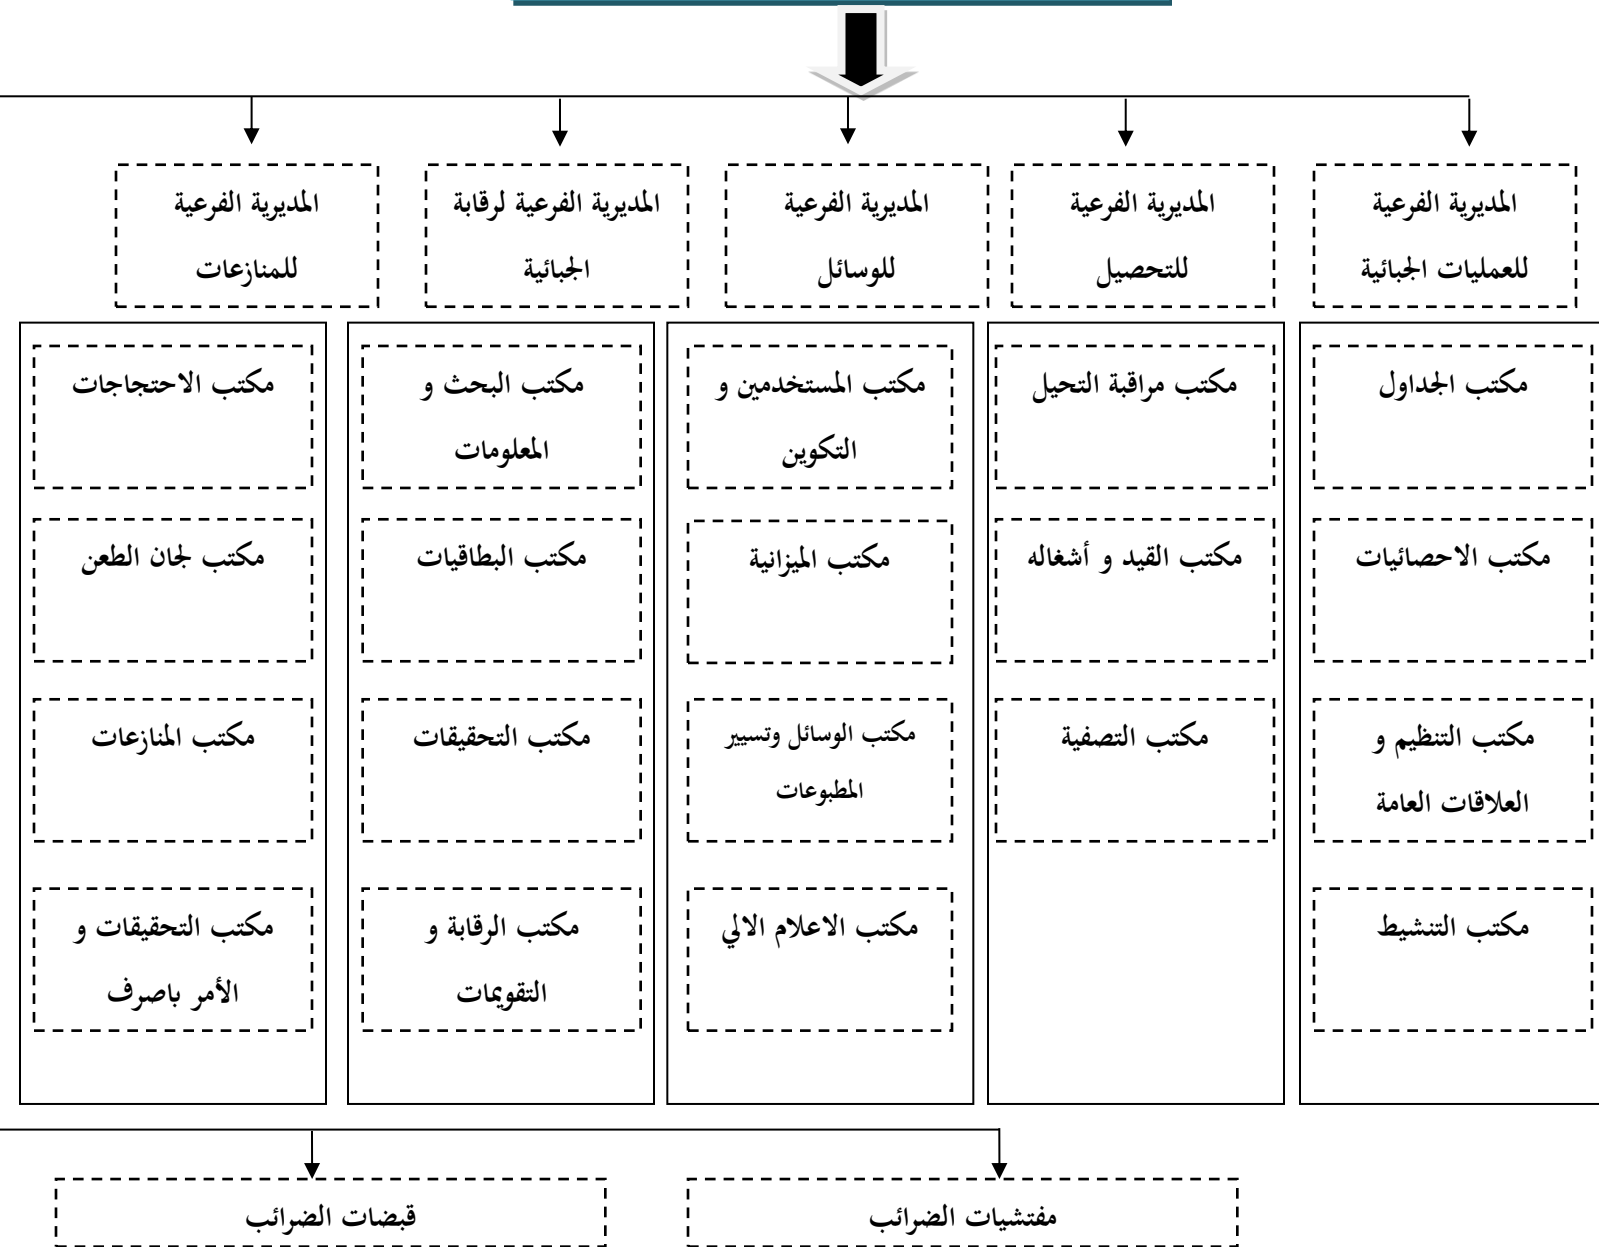 المديرية الفرعية
للعمليات الجبائية
المديرية الفرعية
للتحصيل
المديرية الفرعية
للوسائل
المديرية الفرعية لرقابة
الجبائية
المديرية الفرعية
للمنازعات
مكتب الجداول
مكتب الاحصائيات
مكتب التنظيم و
العلاقات العامة
مكتب التنشيط
مكتب مراقبة التحيل
مكتب القيد و أشغاله
مكتب التصفية
مكتب المستخدمين و
التكوين
مكتب الميزانية
مكتب الوسائل وتسيير
المطبوعات
مكتب الاعلام الالي
مكتب البحث و
المعلومات
مكتب البطاقيات
مكتب التحقيقات
مكتب الرقابة و
التقويمات
مكتب الاحتجاجات
مكتب لجان الطعن
مكتب المنازعات
مكتب التحقيقات و
الأمر باصرف
مفتشيات الضرائب
قبضات الضرائب